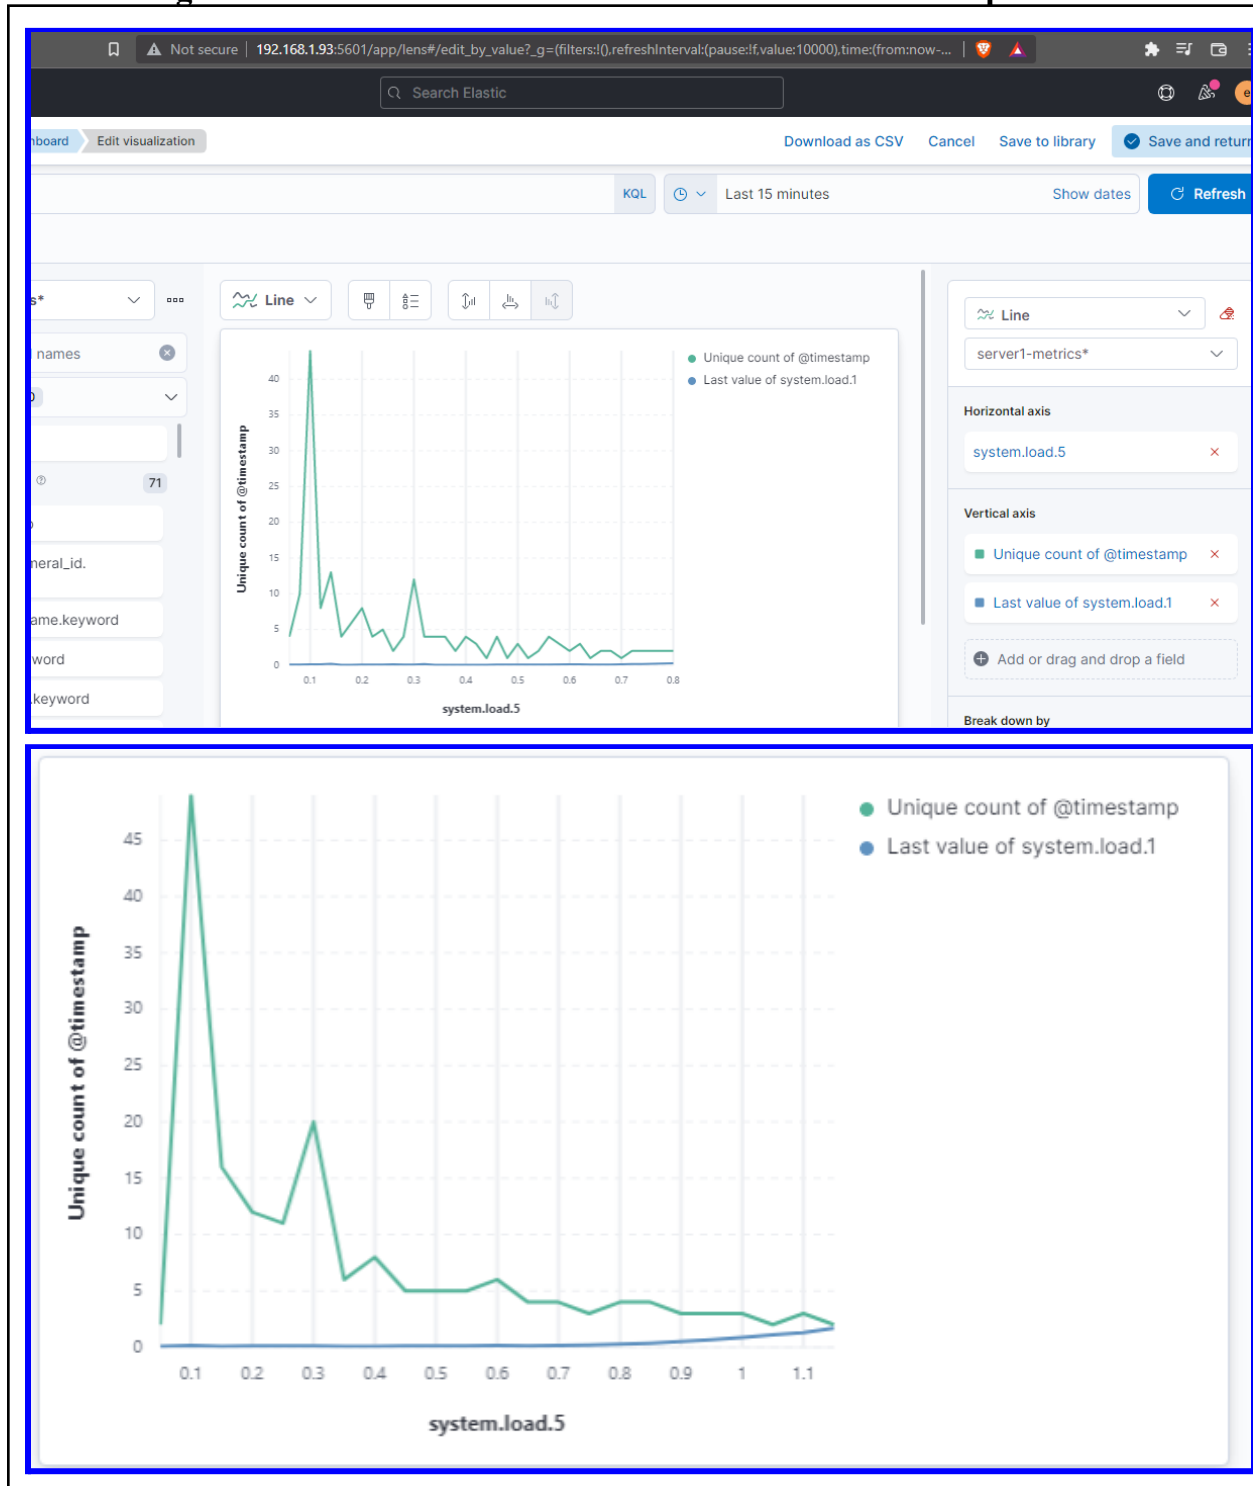 Not secure | 192.168.1.93:5601/app/lens#/edit_by_value?_g=(filters:!(),refreshInterval:(pause:!f,value:10000),time:(from:now-...
Search Elastic
e
nboard Edit visualization Download as CSV Cancel Save to library Save and return
KQL Last 15 minutes Show dates Refresh
s*
Line
names
71
neral_id.
ame.keyword
word
.keyword
Unique count of @timestamp
Last value of system.load.1
40
35
30
25
20
15
10
5
0
Unique count of @timestamp
0.1 0.2 0.3 0.4 0.5 0.6 0.7 0.8
system.load.5
Line
server1-metrics*
Horizontal axis
system.load.5
Vertical axis
Unique count of @timestamp
Last value of system.load.1
Add or drag and drop a field
Break down by
Unique count of @timestamp
Last value of system.load.1
45
40
35
30
25
20
15
10
5
0
Unique count of @timestamp
0.1 0.2 0.3 0.4 0.5 0.6 0.7 0.8 0.9 1 1.1
system.load.5